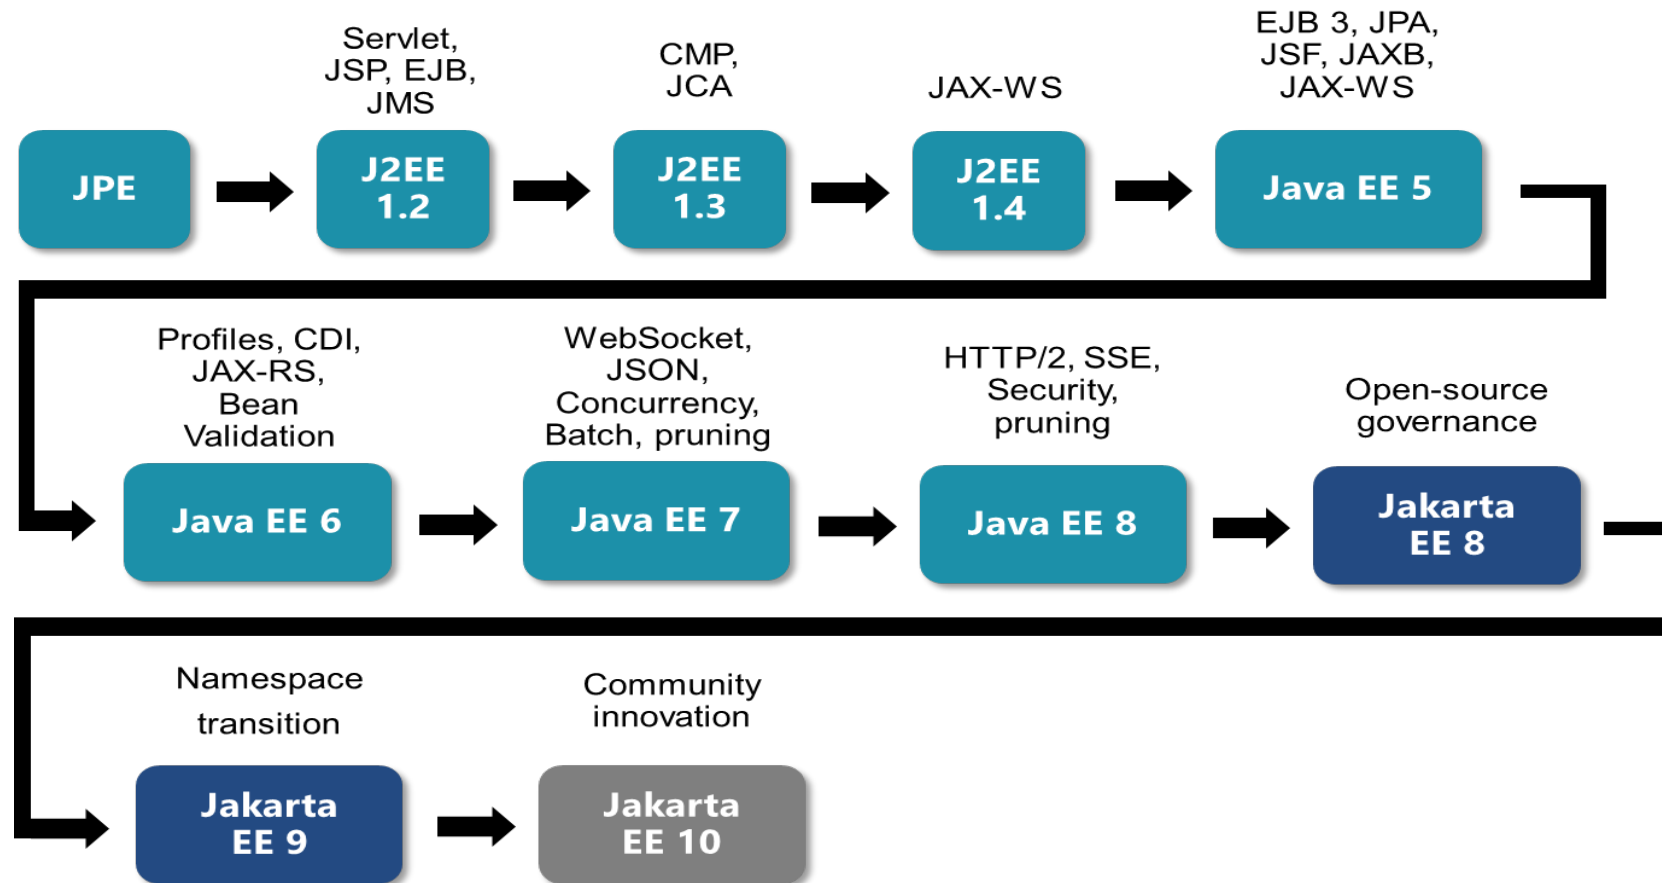 Servlet,
JSP, EJB,
JMS
CMP,
JCA
JAX-WS
EJB 3, JPA,
JSF, JAXB,
JAX-WS
JPE
J2EE
1.2
J2EE
1.3
J2EE
1.4
Java EE 5
Profiles, CDI,
JAX-RS,
Bean
Validation
WebSocket,
JSON,
Concurrency,
Batch, pruning
HTTP/2, SSE,
Security,
pruning
Open-source
governance
Java EE 6
Java EE 7
Java EE 8
Jakarta
EE 8
Namespace
transition
Community
innovation
Jakarta
EE 9
Jakarta
EE 10